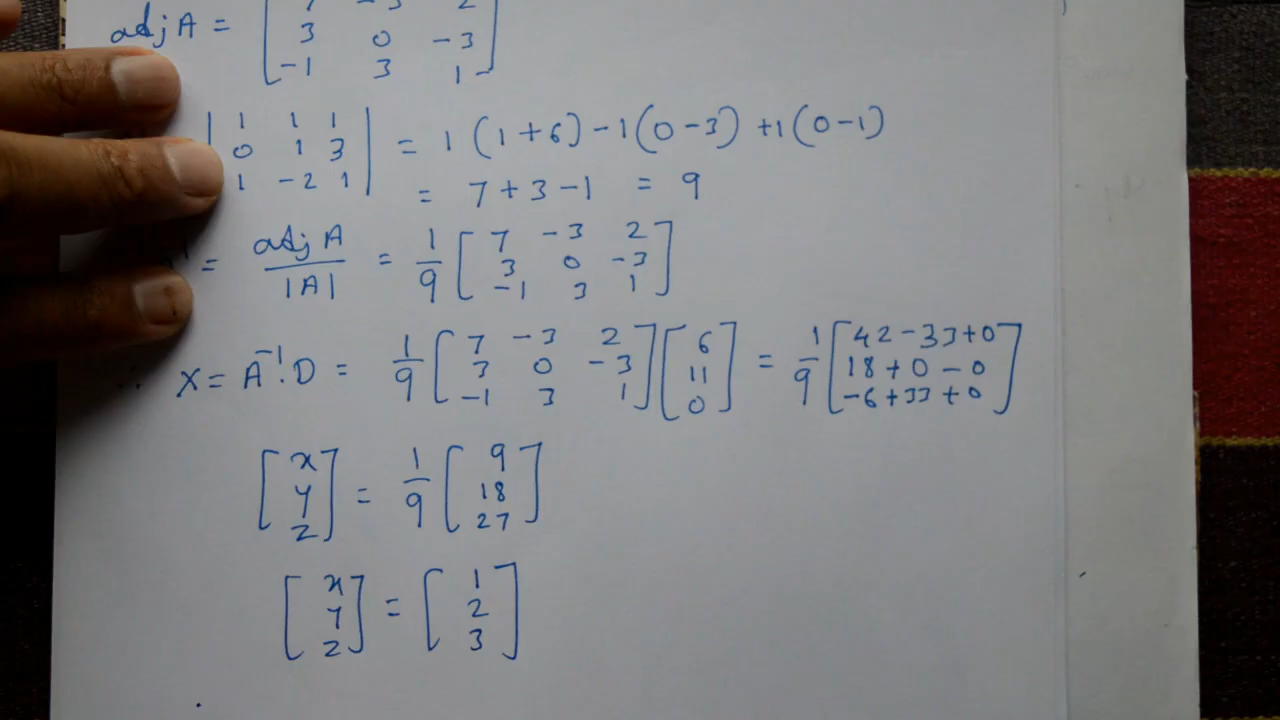 adj A = [ 7 -3 2
3 0 -3
-1 3 1 ]
| 1 1 1
0 1 3
1 -2 1 | = 1 (1+6) - 1 (0-3) + 1 (0-1)
= 7 + 3 - 1 = 9
= adj A / |A| = 1/9 [ 7 -3 2
3 0 -3
-1 3 1 ]
∴ X = A⁻¹.D = 1/9 [ 7 -3 2
3 0 -3
-1 3 1 ] [ 6
11
0 ] = 1/9 [ 42-33+0
18+0-0
-6+33+0 ]
[ x
y
z ] = 1/9 [ 9
18
27 ]
[ x
y
z ] = [ 1
2
3 ]